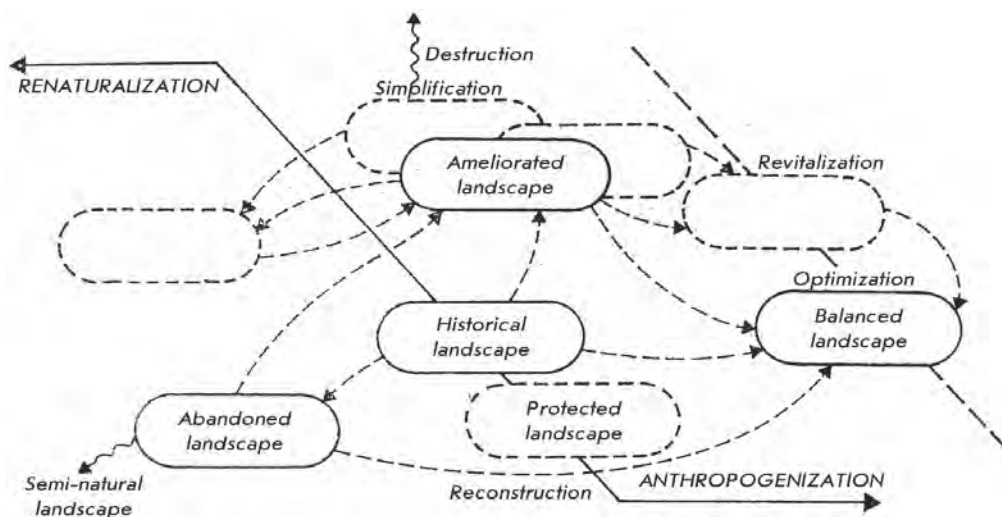 Destruction
RENATURALIZATION
Simplification
Ameliorated
landscape
Revitalization
Optimization
Historical
landscape
Balanced
landscape
Abandoned
landscape
Protected
landscape
Semi-natural
landscape
Reconstruction
ANTHROPOGENIZATION